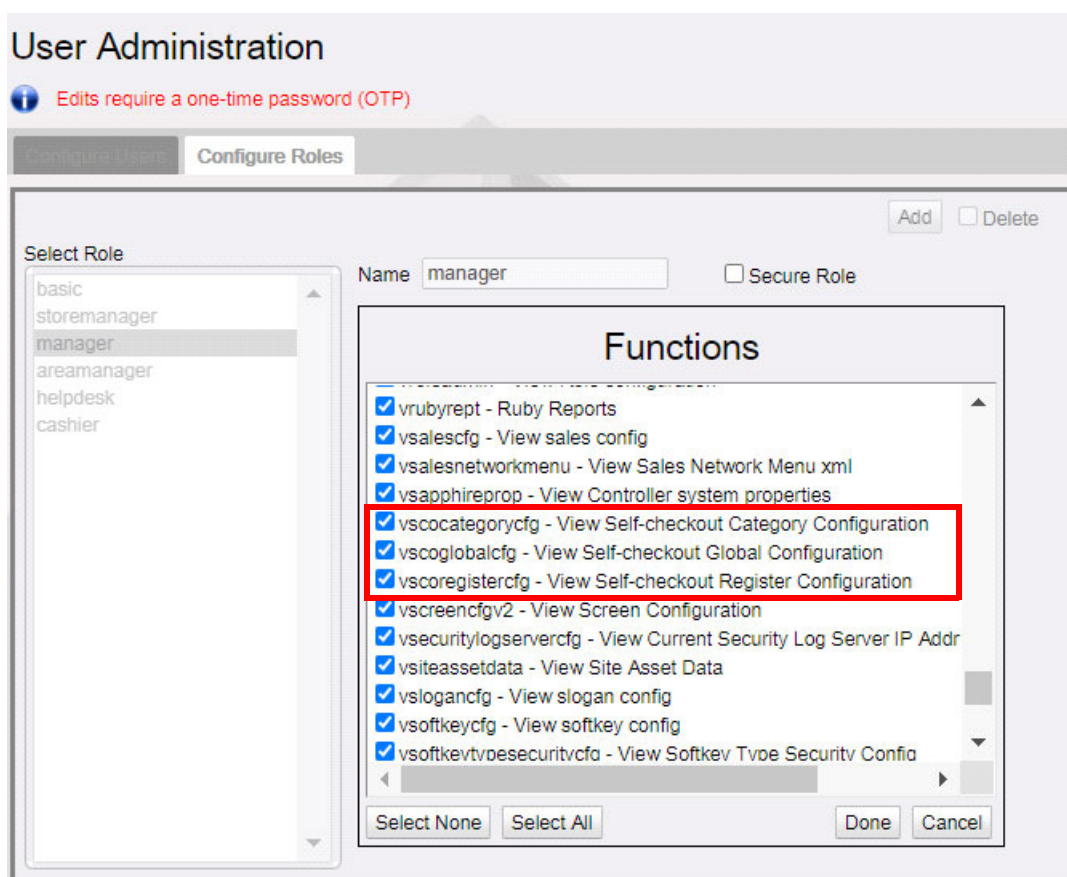 User Administration
Edits require a one-time password (OTP)
Configure Users Configure Roles
Add Delete
Select Role
Name manager Secure Role
basic
storemanager
manager
areamanager
helpdesk
cashier
Functions
vrubyrept - Ruby Reports
vsalescfg - View sales config
vsalesnetworkmenu - View Sales Network Menu xml
vsapphireprop - View Controller system properties
vscocategorycfg - View Self-checkout Category Configuration
vscoglobalcfg - View Self-checkout Global Configuration
vscoregistercfg - View Self-checkout Register Configuration
vscreencfgv2 - View Screen Configuration
vsecuritylogservercfg - View Current Security Log Server IP Addr
vsiteassetdata - View Site Asset Data
vslogancfg - View slogan config
vsoftkeycfg - View softkey config
vsoftkeytypesecuritycfg - View Softkey Type Security Config
Select None Select All Done Cancel